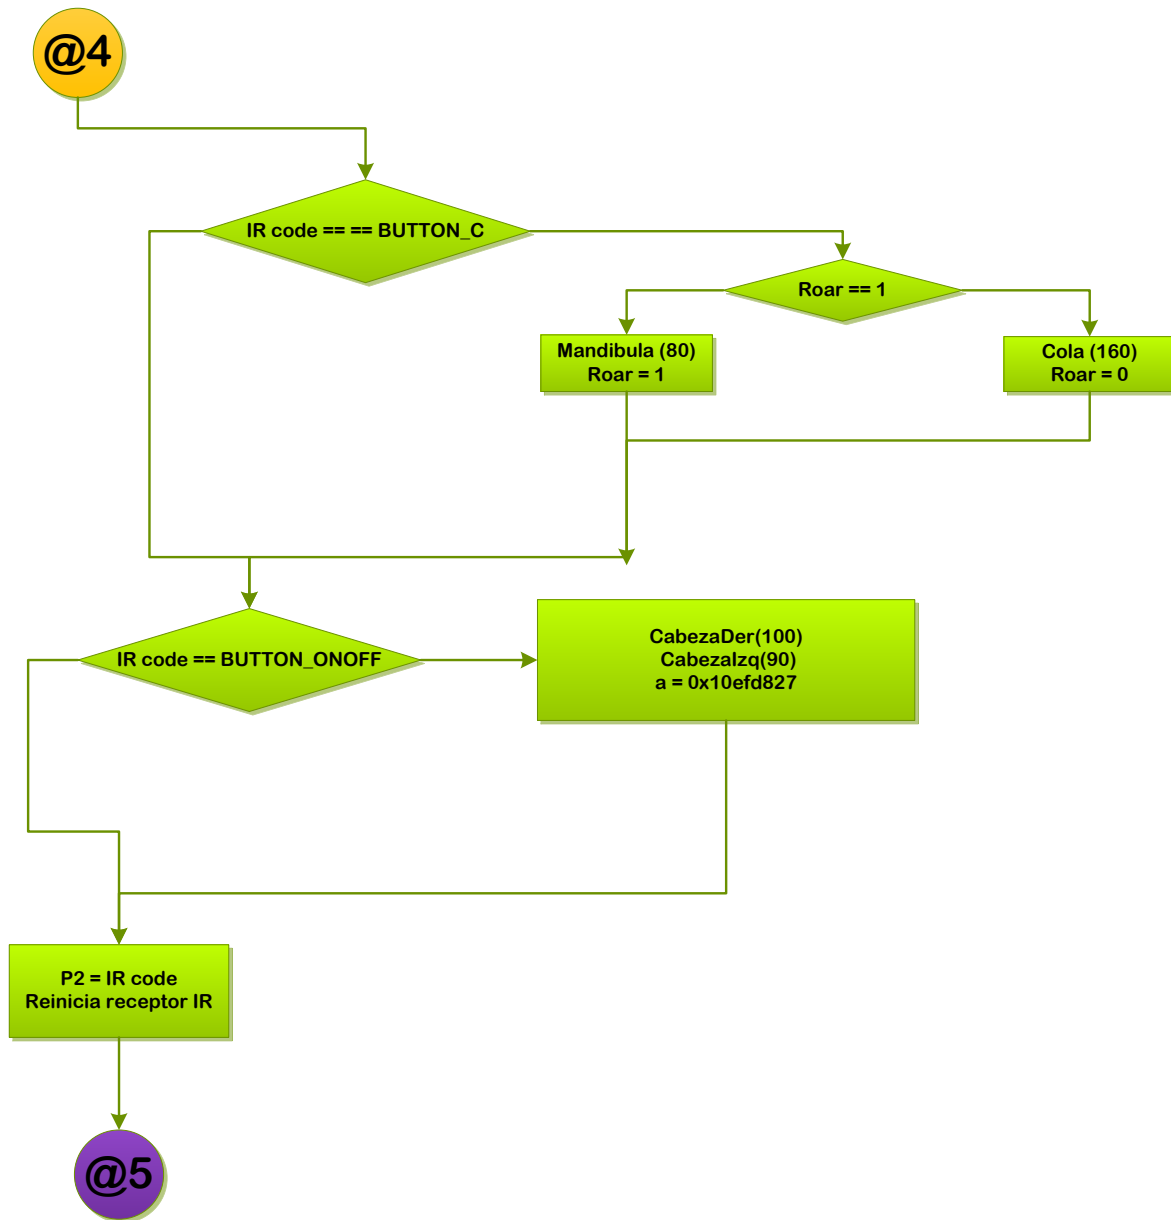 @4
IR code == == BUTTON_C
Roar == 1
Mandibula (80)
Roar = 1
Cola (160)
Roar = 0
IR code == BUTTON_ONOFF
CabezaDer(100)
CabezaIzq(90)
a = 0x10efd827
P2 = IR code
Reinicia receptor IR
@5